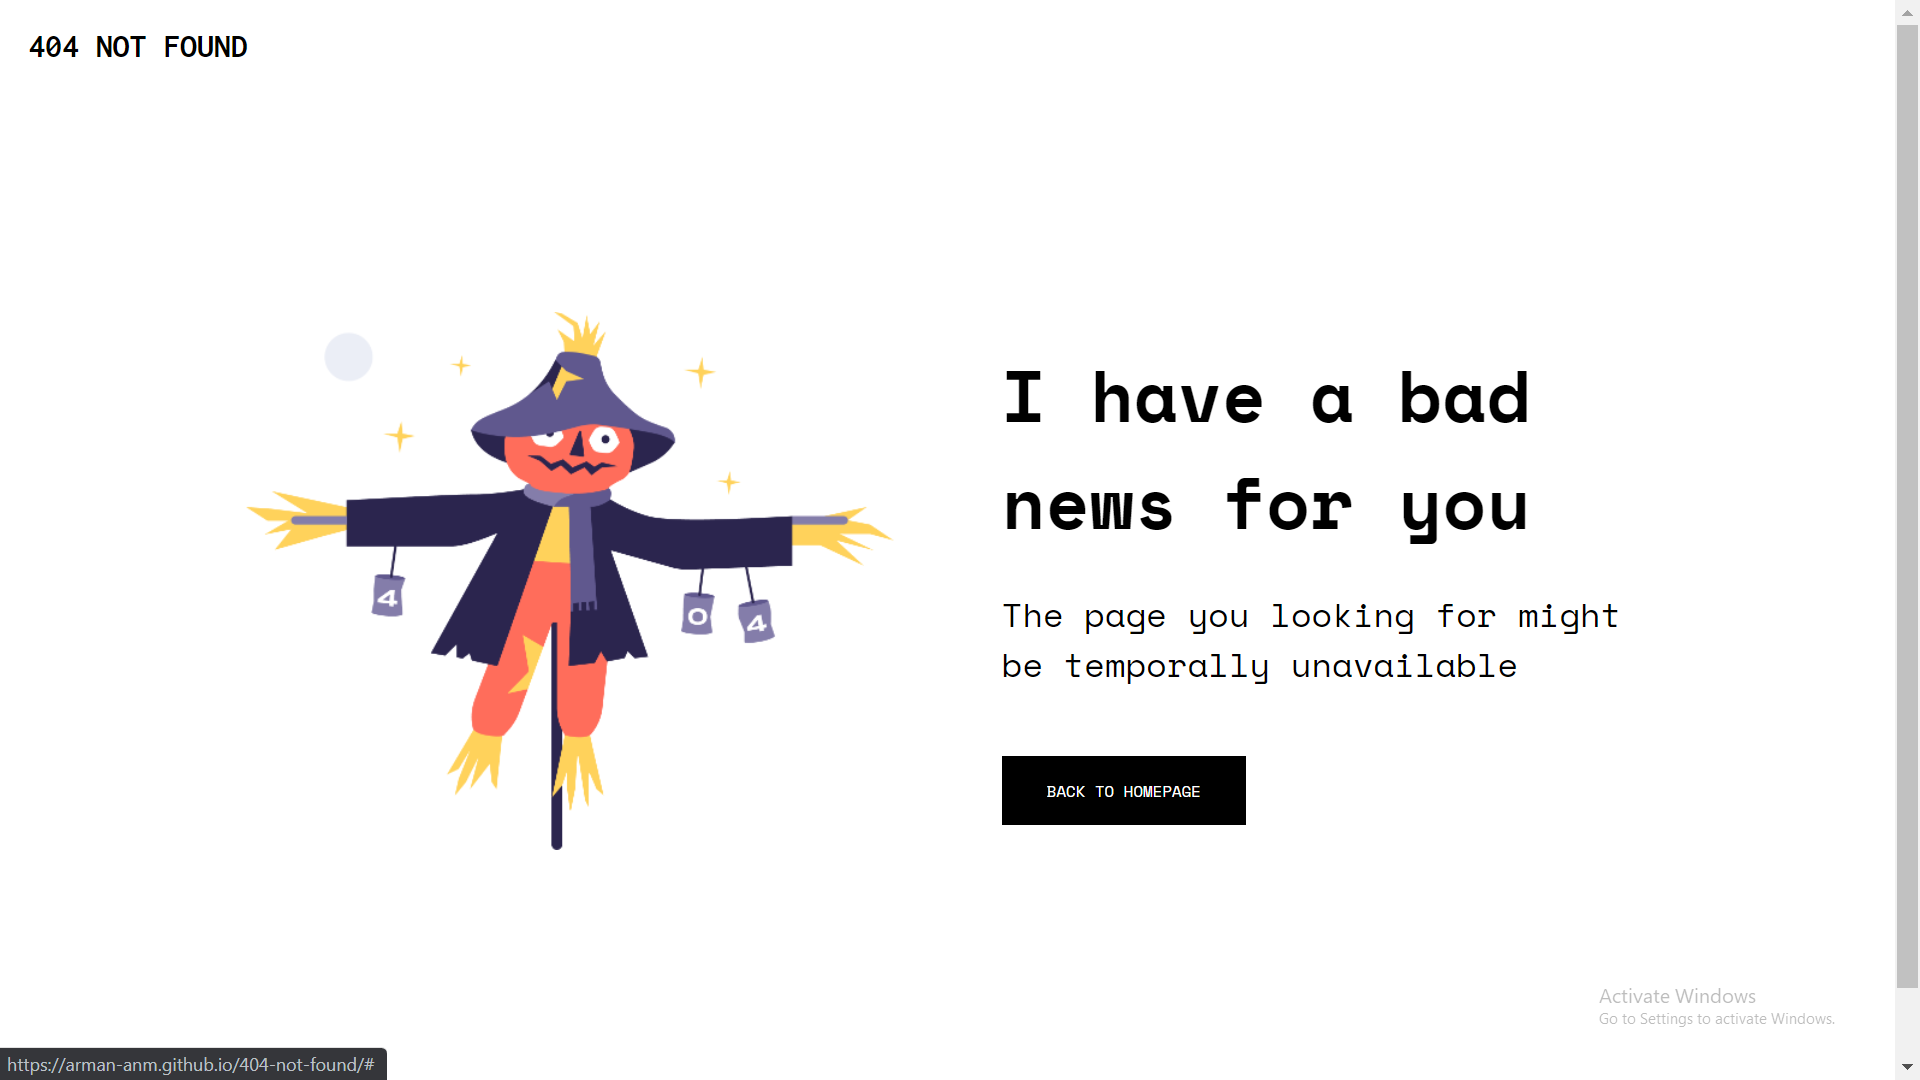 404 NOT FOUND
I have a bad
news for you
The page you looking for might
be temporally unavailable
BACK TO HOMEPAGE
4
0
4
Activate Windows
Go to Settings to activate Windows.
https://arman-anm.github.io/404-not-found/#